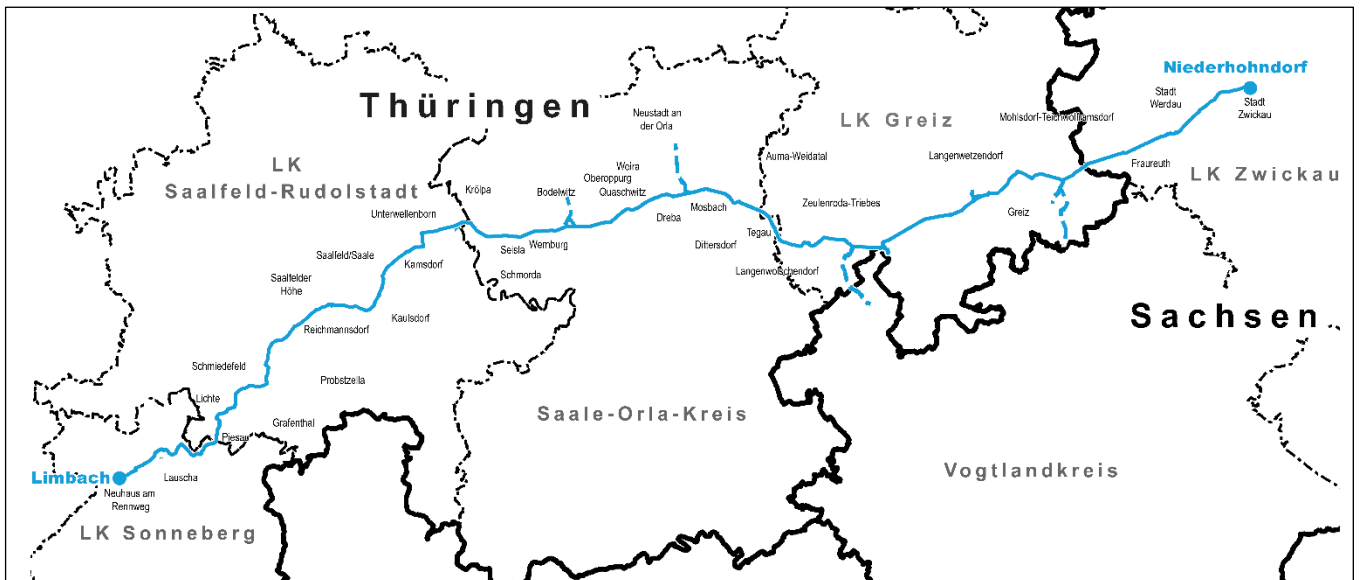 Niederhohndorf
Stadt
Werdau
Stadt
Zwickau
Thüringen
Neustadt an
der Orla
LK Greiz
Mohlsdorf-Teichwolframsdorf
LK
Saalfeld-Rudolstadt
Auma-Weidatal
Langenwetzendorf
Fraureuth
LK Zwickau
Woira
Oberoppurg
Quaschwitz
Bodelwitz
Krölpa
Unterwellenborn
Zeulenroda-Triebes
Mosbach
Dreba
Greiz
Tegau
Dittersdorf
Seisla
Wernburg
Saalfeld/Saale
Kamsdorf
Schmorda
Langenwolschendorf
Saalfelder
Höhe
Kaulsdorf
Reichmannsdorf
Sachsen
Schmiedefeld
Probstzella
Lichte
Grafenthal
Saale-Orla-Kreis
Piesau
Vogtlandkreis
Limbach
Lauscha
Neuhaus am
Rennweg
LK Sonneberg